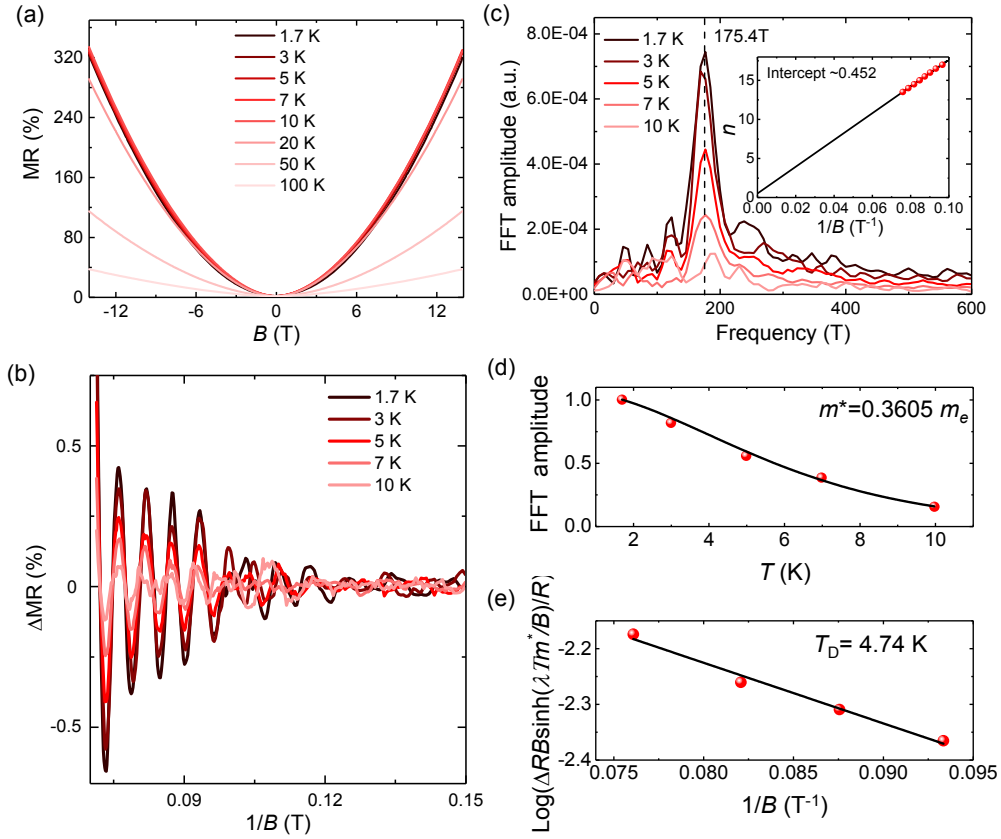 (a)
320
240
160
80
0
MR (%)
1.7 K
3 K
5 K
7 K
10 K
20 K
50 K
100 K
-12 -6 0 6 12
B (T)
(b)
0.5
0
-0.5
ΔMR (%)
1.7 K
3 K
5 K
7 K
10 K
0.09 0.12 0.15
1/B (T)
(c)
8.0E-04
6.0E-04
4.0E-04
2.0E-04
0.0E+00
FFT amplitude (a.u.)
1.7 K
3 K
5 K
7 K
10 K
175.4T
Intercept ~0.452
15
10
5
0
n
0.00 0.02 0.04 0.06 0.08 0.10
1/B (T⁻¹)
0 200 400 600
Frequency (T)
(d)
1.0
0.5
0.0
FFT amplitude
m*=0.3605 mₑ
2 4 6 8 10
T (K)
(e)
-2.2
-2.3
-2.4
Log(ΔRBsinh(λTm*/B)/R)
T_D= 4.74 K
0.075 0.080 0.085 0.090 0.095
1/B (T⁻¹)